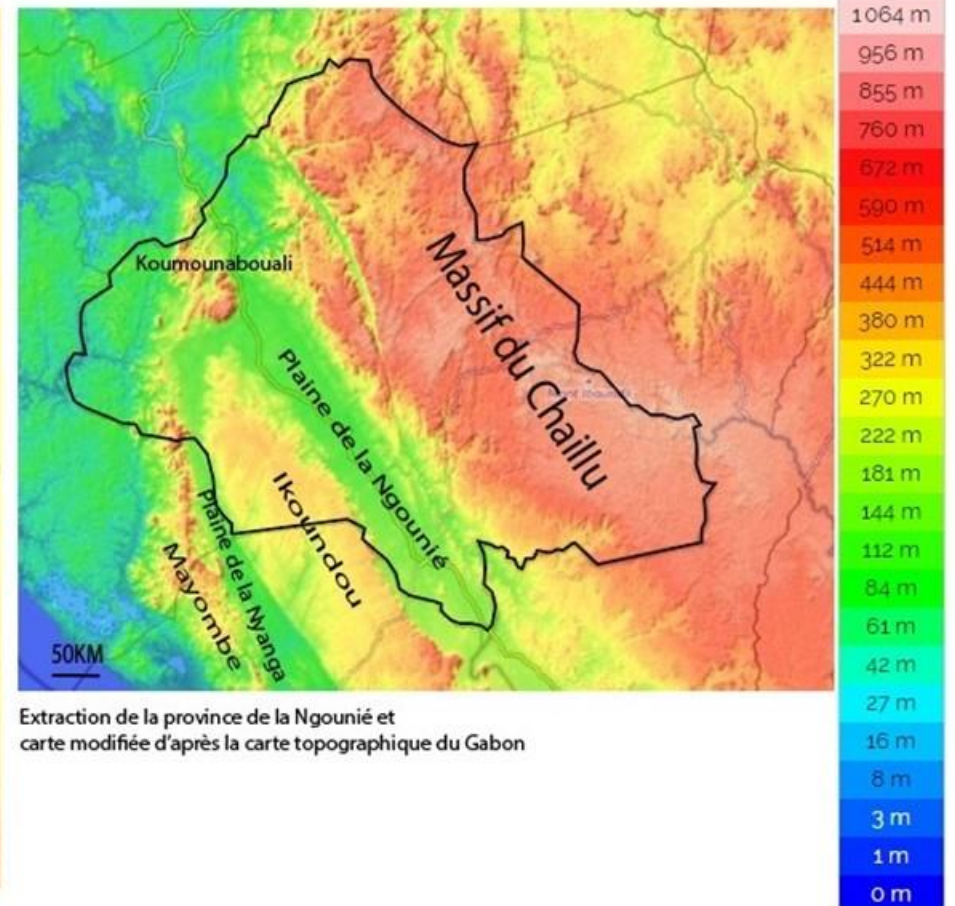 Koumounabouali
Massif du Chaillu
Plaine de la Ngounié
Ikoundou
Plaine de la Nyanga
Mayombe
50KM
Extraction de la province de la Ngounié et
carte modifiée d'après la carte topographique du Gabon
1 064 m
956 m
855 m
760 m
672 m
590 m
514 m
444 m
380 m
322 m
270 m
222 m
181 m
144 m
112 m
84 m
61 m
42 m
27 m
16 m
8 m
3 m
1 m
0 m